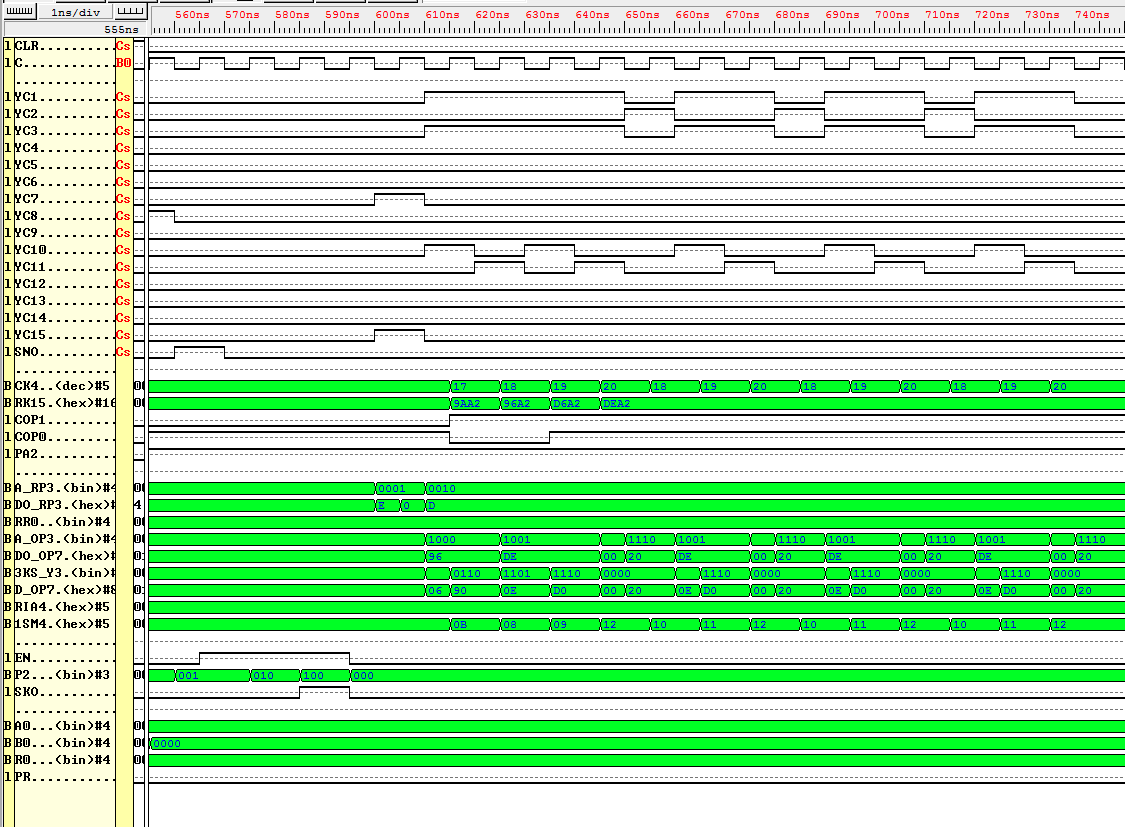 1ns/div 560ns 570ns 580ns 590ns 600ns 610ns 620ns 630ns 640ns 650ns 660ns 670ns 680ns 690ns 700ns 710ns 720ns 730ns 740ns
555ns
1 CLR....... Cs
1 C.......... B0
1 YC1........ Cs
1 YC2........ Cs
1 YC3........ Cs
1 YC4........ Cs
1 YC5........ Cs
1 YC6........ Cs
1 YC7........ Cs
1 YC8........ Cs
1 YC9........ Cs
1 YC10....... Cs
1 YC11....... Cs
1 YC12....... Cs
1 YC13....... Cs
1 YC14....... Cs
1 YC15....... Cs
1 SNO........ Cs
B CK4..(dec)#5 17 18 19 20 18 19 20 18 19 20 18 19 20
B RK15.(hex)#16 9AA2 96A2 D6A2 DEA2
1 COP1.......
1 COP0.......
1 PA2........
B A_RP3.(bin)#4 0001 0010
B DO_RP3.(hex)# 4 E 0 D
B RR0..(bin)#4
B A_OP3.(bin)#4 1000 1001 1110 1001 1110 1001 1110 1001 1110
B DO_OP7.(hex)# 96 DE 00 20 DE 00 20 DE 00 20 DE 00 20
B 3KS_Y3.(bin)# 0110 1101 1110 0000 1110 0000 1110 0000 1110 0000
B D_OP7.(hex)#8 06 90 0E D0 00 20 0E D0 00 20 0E D0 00 20 0E D0 00 20
B RIA4.(hex)#5
B 1SM4.(hex)#5 0B 08 09 12 10 11 12 10 11 12 10 11 12
1 EN.........
B P2...(bin)#3 001 010 100 000
1 SKO........
B A0...(bin)#4
B B0...(bin)#4 0000
B R0...(bin)#4
1 PR.........